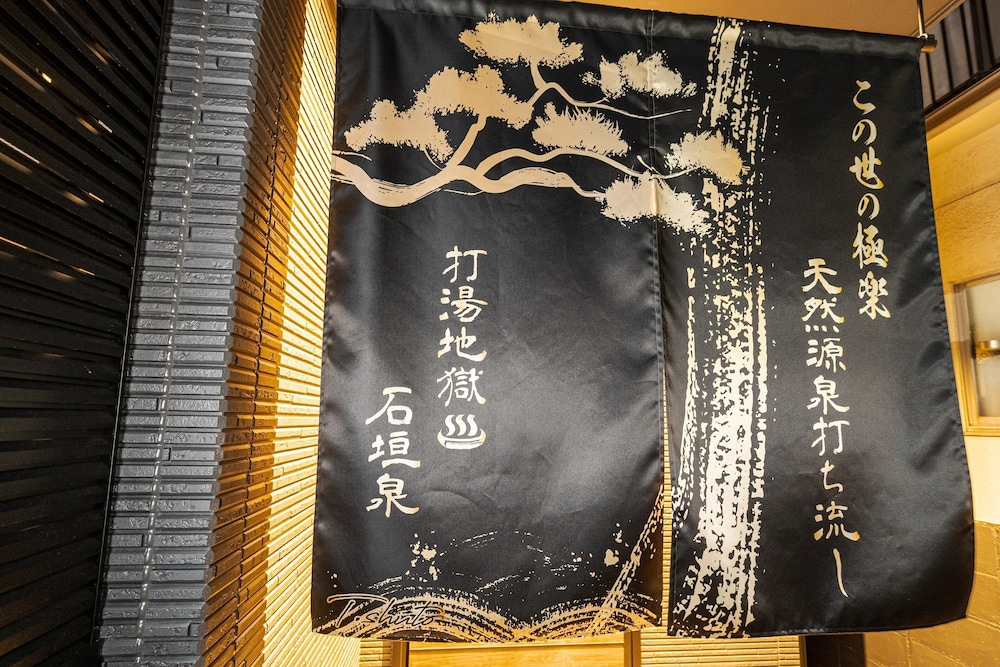 この世の極楽
天然源泉打ち流し
打湯地獄♨
石垣泉